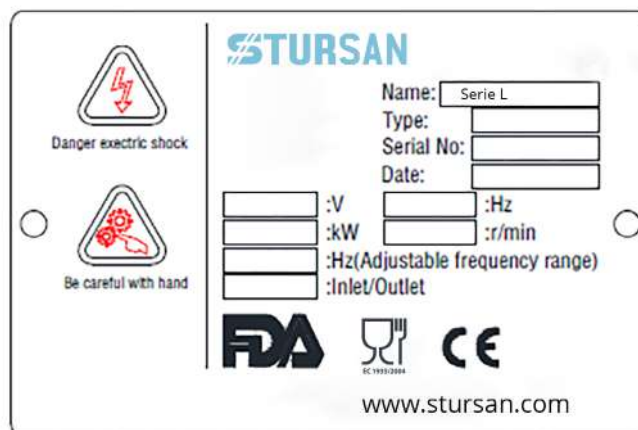 Danger exectric shock
Be careful with hand
STURSAN
Name: Serie L
Type:
Serial No:
Date:
:V :Hz
:kW :r/min
:Hz(Adjustable frequency range)
:Inlet/Outlet
FDA
EC 1935/2004
CE
www.stursan.com